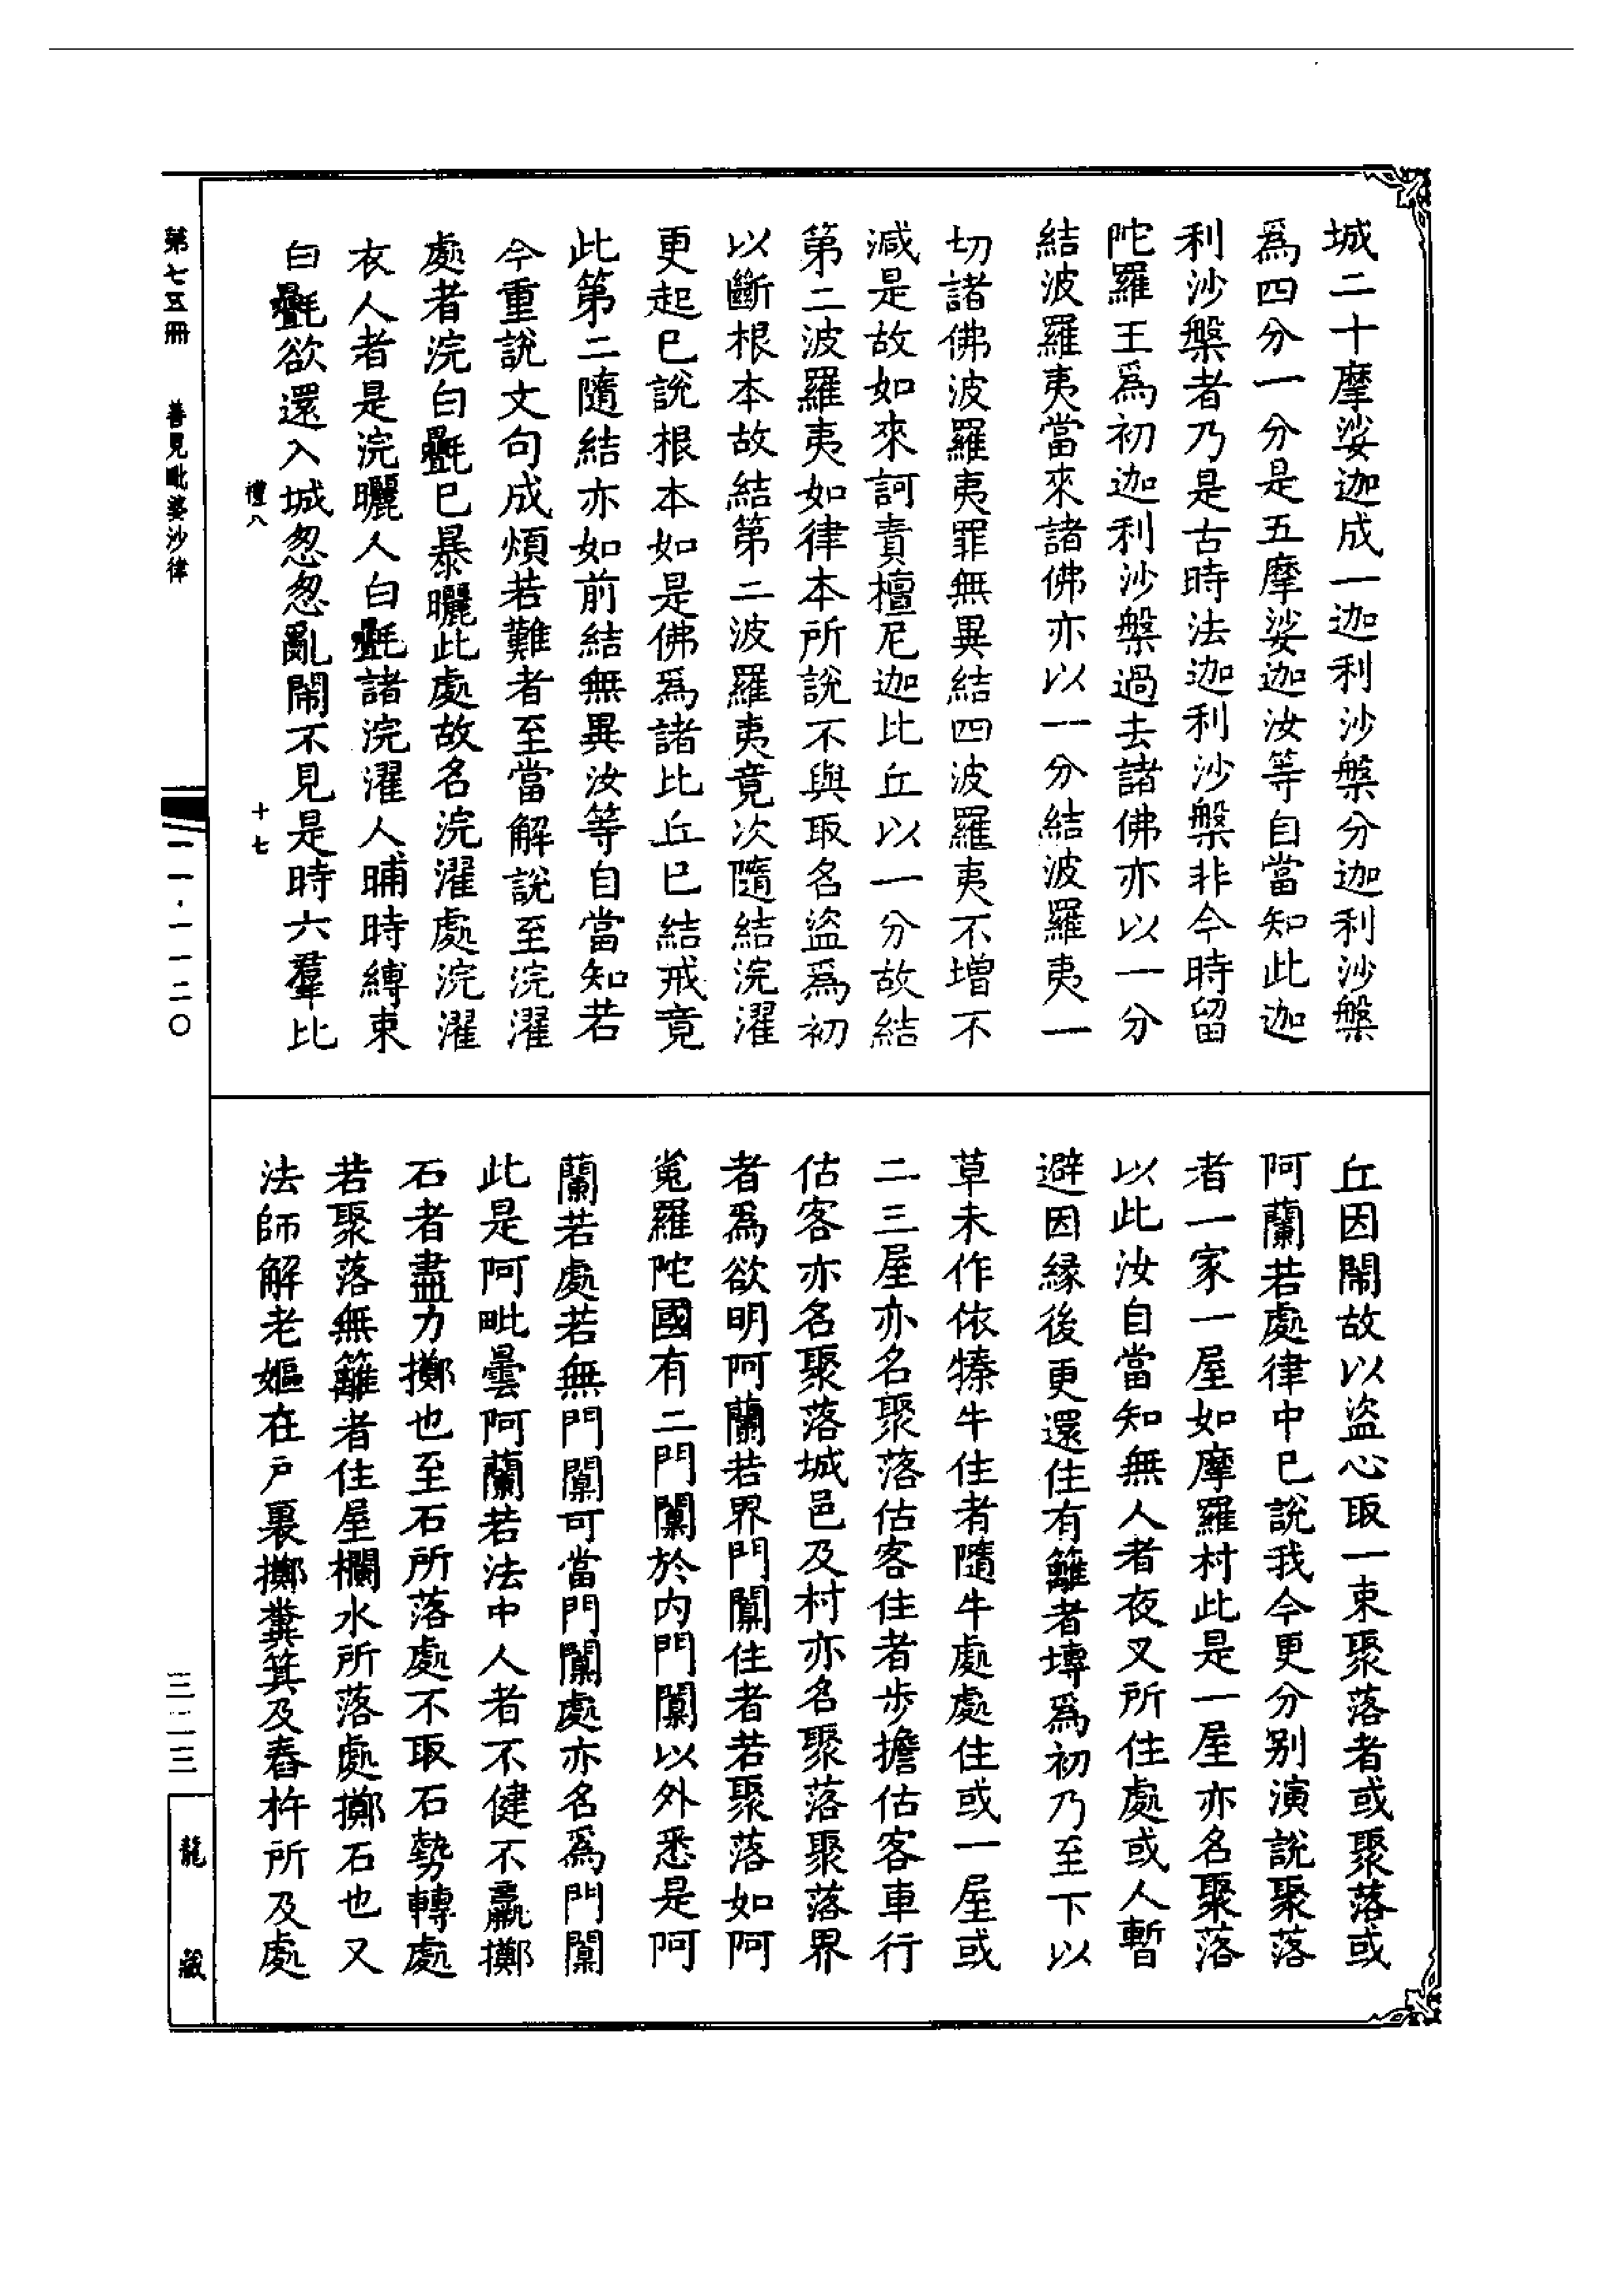 城二十摩娑迦成一迦利沙槃分迦利沙槃
爲四分一分是五摩娑迦汝等自當知此迦
利沙槃者乃是古時法迦利沙槃非今時留
陀羅王爲初迦利沙槃過去諸佛亦以一分
結波羅夷當來諸佛亦以一分結波羅夷一
切諸佛波羅夷罪無異結四波羅夷不增不
減是故如來訶責檀尼迦比丘以一分故結
第二波羅夷如律本所說不與取名盜爲初
以斷根本故結第二波羅夷竟次隨結浣濯
更起已說根本如是佛爲諸比丘已結戒竟
此第二隨結亦如前結無異汝等自當知若
今重說文句成煩若難者至當解說至浣濯
處者浣白㲲已暴曬此處故名浣濯處浣濯
衣人者是浣曬人白㲲諸浣濯人晡時縛束
白㲲欲還入城怱怱亂鬧不見是時六羣比
丘因鬧故以盜心取一束聚落者或聚落或
阿蘭若處律中已說我今更分别演說聚落
者一家一屋如摩羅村此是一屋亦名聚落
以此汝自當知無人者夜叉所住處或人暫
避因緣後更還住有籬者塼爲初乃至下以
草未作依㹎牛住者隨牛處處住或一屋或
二三屋亦名聚落估客住者步擔估客車行
估客亦名聚落城邑及村亦名聚落聚落界
者爲欲明阿蘭若界門闑住者若聚落如阿
㝹羅陀國有二門闑於内門闑以外悉是阿
蘭若處若無門闑可當門闑處亦名爲門闑
此是阿毗曇阿蘭若法中人者不健不羸擲
石者盡力擲也至石所落處不取石勢轉處
若聚落無籬者住屋欄水所落處擲石也又
法師解老嫗在戶裏擲糞箕及舂杵所及處
禮八
十七
第七五冊
善見毗婆沙律
一一·一一二〇
三二三
龍藏